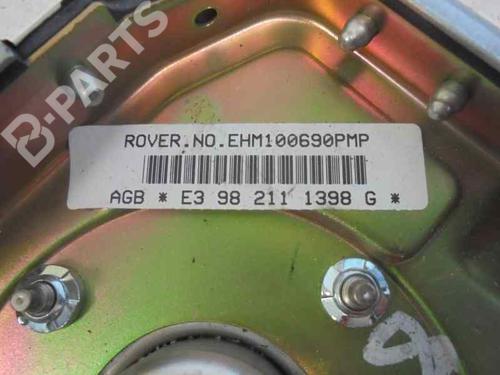 B-PARTS
ROVER.NO.EHM100690PMP
AGB * E3 98 211 1398 G *